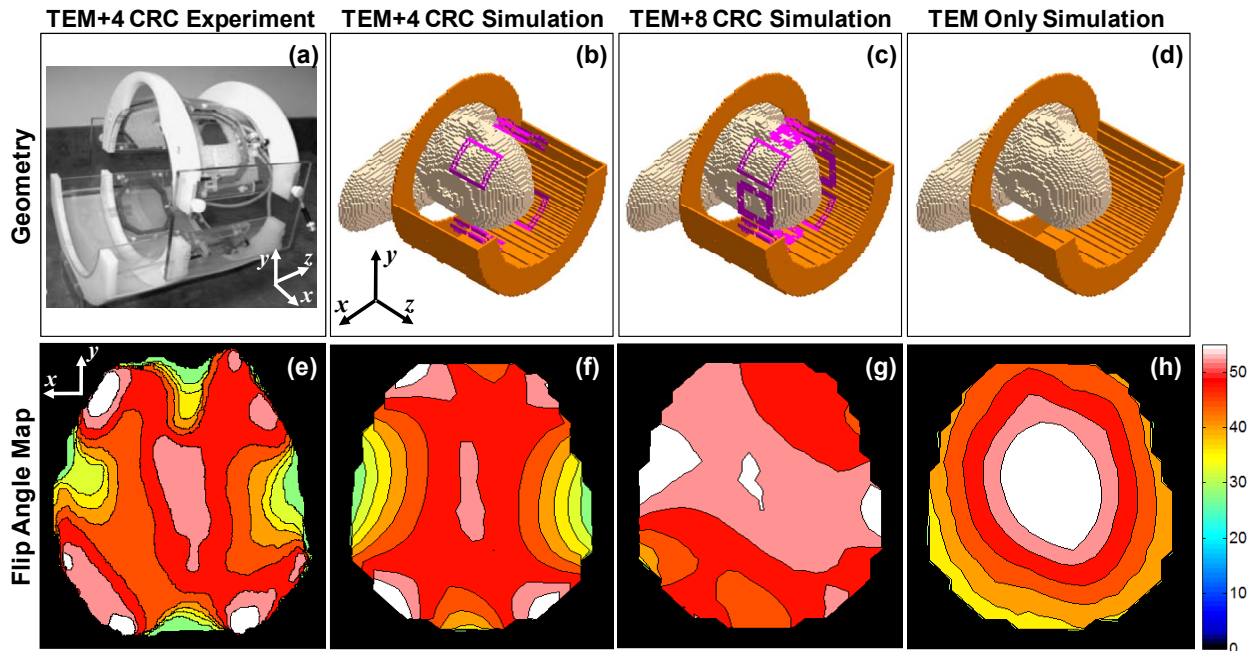 TEM+4 CRC Experiment TEM+4 CRC Simulation TEM+8 CRC Simulation TEM Only Simulation
Geometry
(a) (b) (c) (d)
y z x
y x z
Flip Angle Map
(e) (f) (g) (h)
y
x
50
40
30
20
10
0